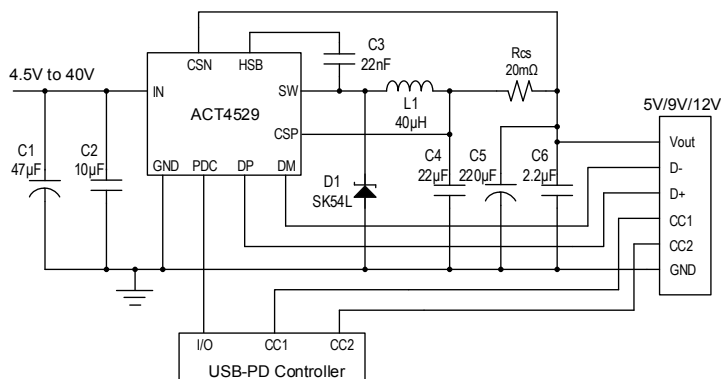 4.5V to 40V
C1
47µF
C2
10µF
CSN
HSB
IN
SW
ACT4529
CSP
GND
PDC
DP
DM
C3
22nF
L1
40µH
Rcs
20mΩ
D1
SK54L
C4
22µF
C5
220µF
C6
2.2µF
5V/9V/12V
Vout
D-
D+
CC1
CC2
GND
I/O
CC1
CC2
USB-PD Controller